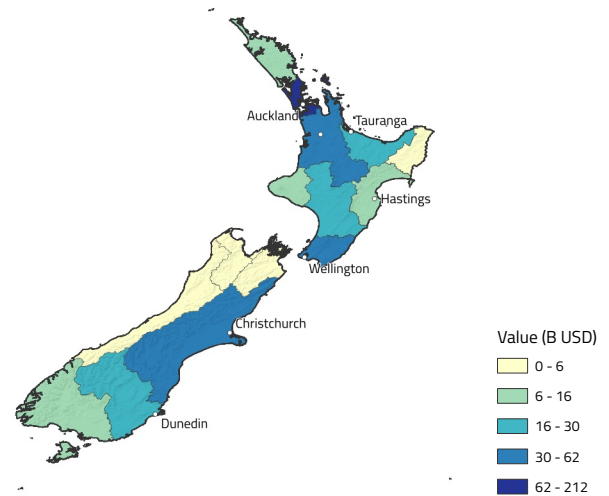 Auckland
Tauranga
Hastings
Wellington
Christchurch
Dunedin
Value (B USD)
0 - 6
6 - 16
16 - 30
30 - 62
62 - 212